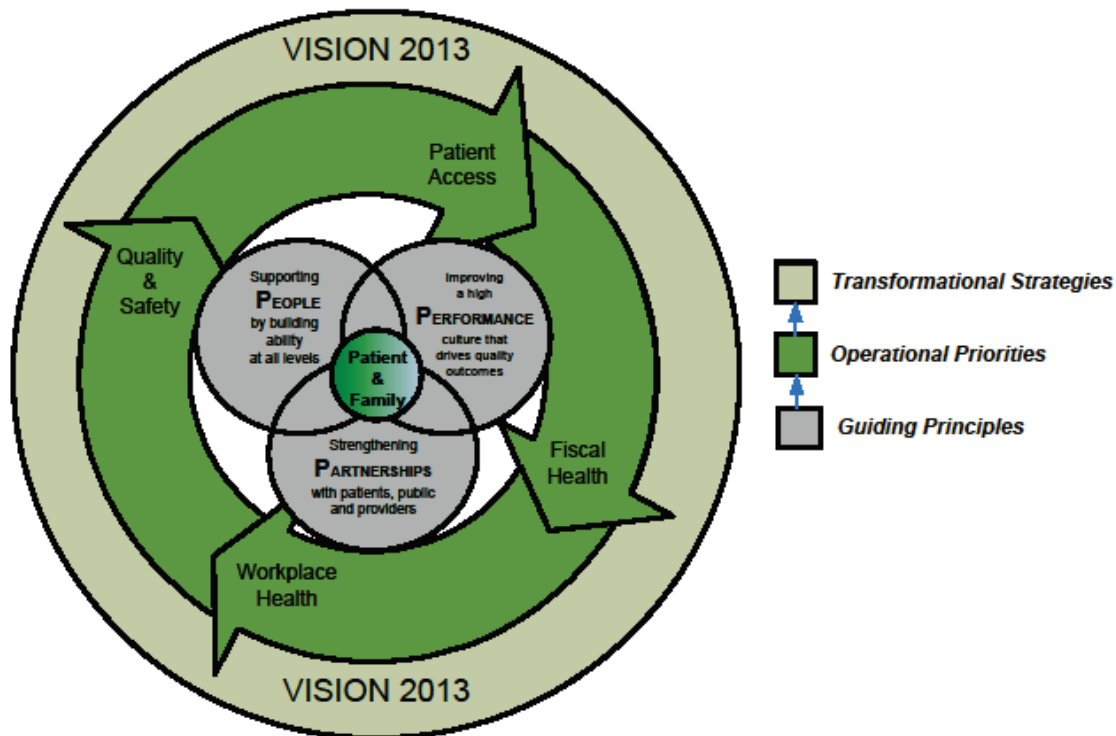 VISION 2013
Patient
Access
Quality
&
Safety
Supporting
PEOPLE
by building
ability
at all levels
Improving
a high
PERFORMANCE
culture that
drives quality
outcomes
Patient
&
Family
Strengthening
PARTNERSHIPS
with patients, public
and providers
Fiscal
Health
Workplace
Health
VISION 2013
Transformational Strategies
Operational Priorities
Guiding Principles